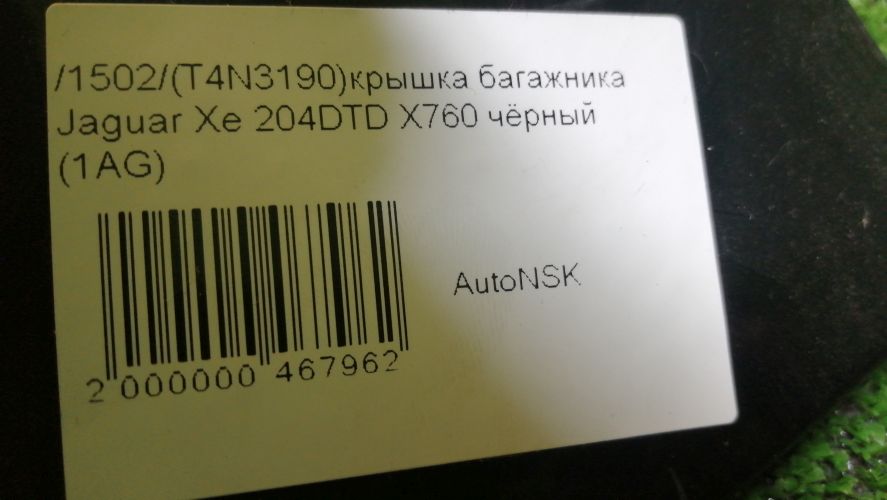 /1502/(T4N3190)крышка багажника
Jaguar Xe 204DTD X760 чёрный
(1AG)
AutoNSK
2 000000 467962